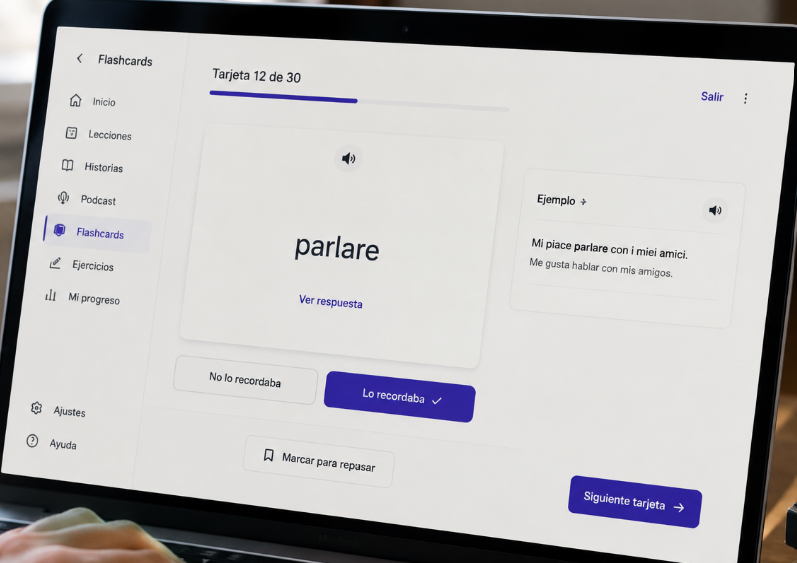 Flashcards
Inicio
Lecciones
Historias
Podcast
Flashcards
Ejercicios
Mi progreso
Ajustes
Ayuda
Tarjeta 12 de 30
Salir
parlare
Ver respuesta
No lo recordaba
Lo recordaba
Marcar para repusar
Ejemplo
Mi piace parlare con i miei amici.
Me gusta hablar con mis amigos.
Siguiente tarjeta